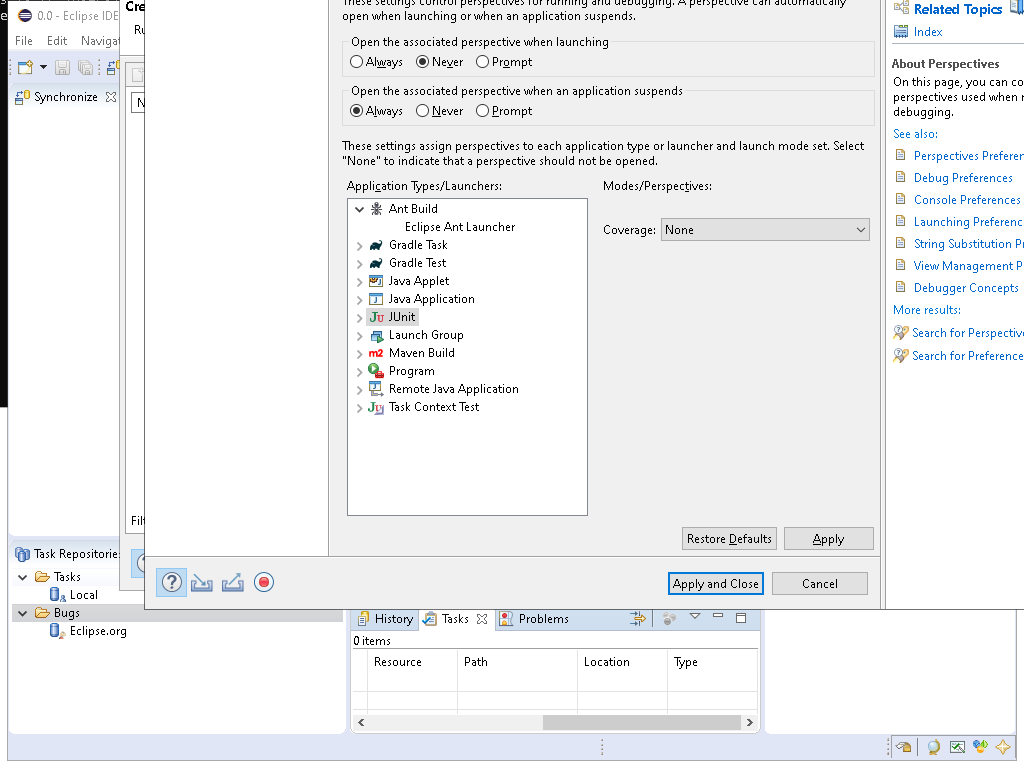 0.0 - Eclipse IDE
File Edit Navigat
Synchronize
Cre
Ru
N
Filt
These settings control perspectives for running and debugging. A perspective can automatically
open when launching or when an application suspends.
Open the associated perspective when launching
Always Never Prompt
Open the associated perspective when an application suspends
Always Never Prompt
These settings assign perspectives to each application type or launcher and launch mode set. Select
"None" to indicate that a perspective should not be opened.
Application Types/Launchers:
Modes/Perspectives:
Ant Build
Eclipse Ant Launcher
Gradle Task
Gradle Test
Java Applet
Java Application
JUnit
Launch Group
Maven Build
Program
Remote Java Application
Task Context Test
Coverage: None
Restore Defaults Apply
Apply and Close Cancel
Related Topics
Index
About Perspectives
On this page, you can co
perspectives used when r
debugging.
See also:
Perspectives Preferer
Debug Preferences
Console Preferences
Launching Preferenc
String Substitution P
View Management P
Debugger Concepts
More results:
Search for Perspective
Search for Preference
Task Repositorie
Tasks
Local
Bugs
Eclipse.org
History Tasks Problems
0 items
Resource Path Location Type